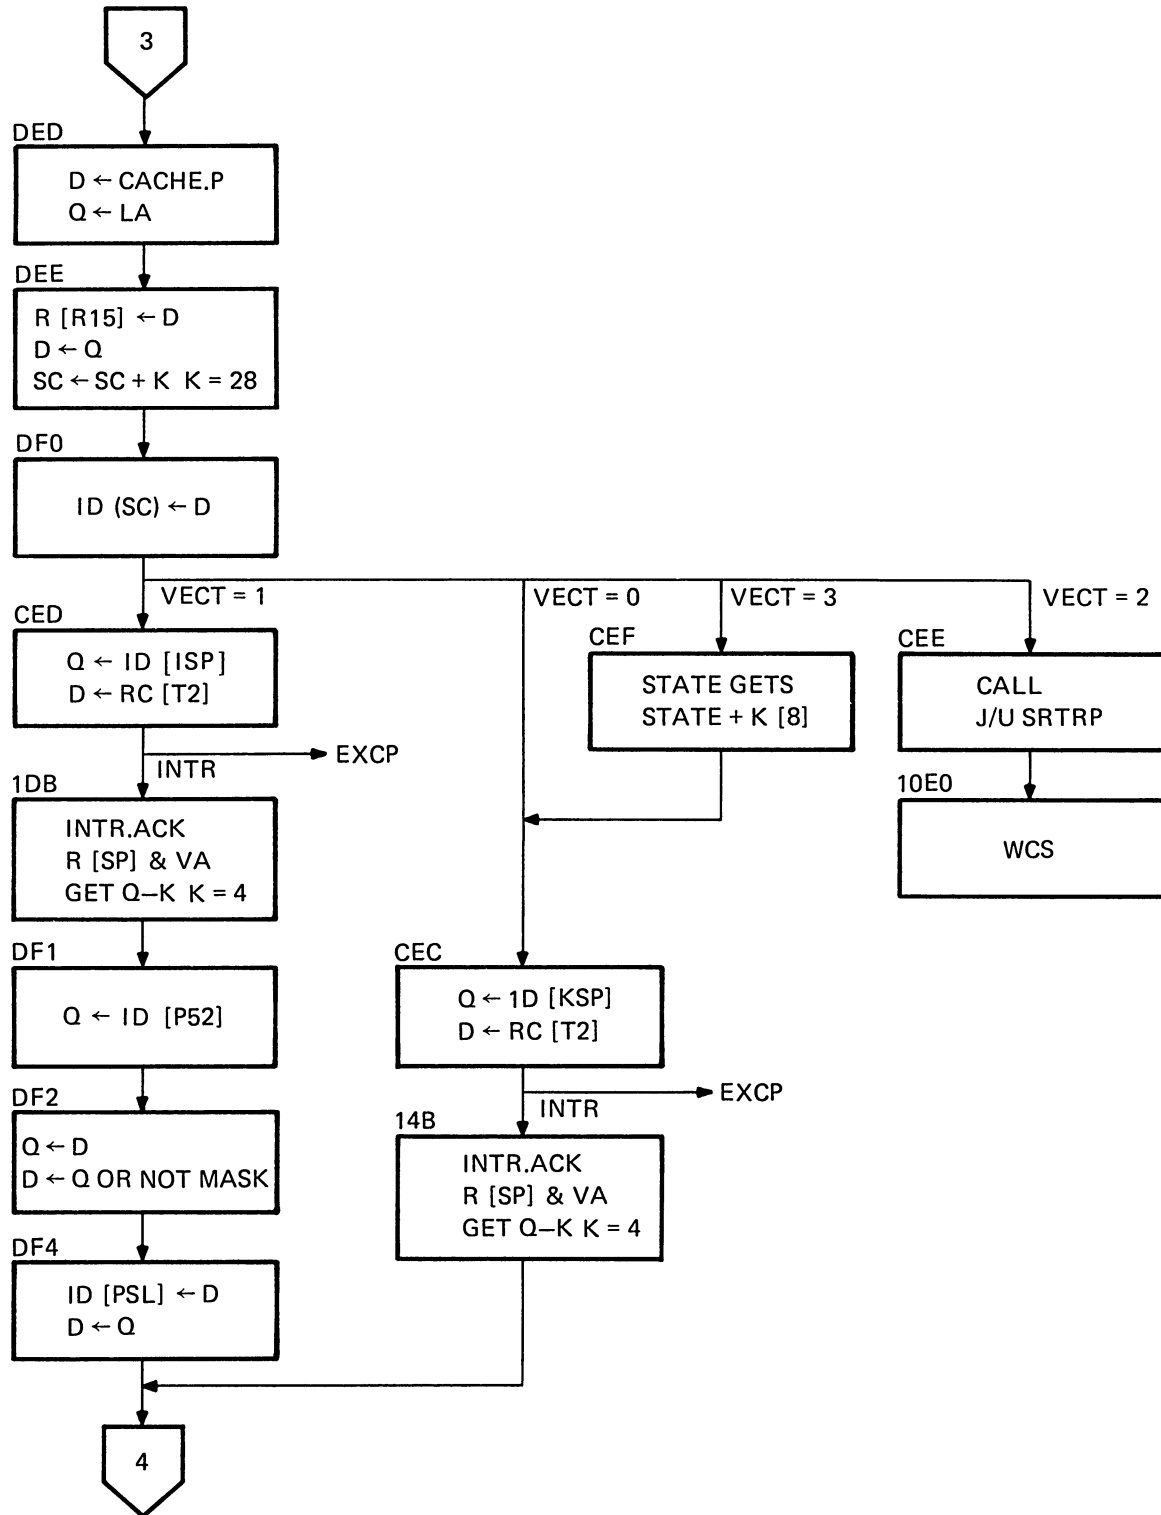 3
DED
D ← CACHE.P
Q ← LA
DEE
R [R15] ← D
D ← Q
SC ← SC + K K = 28
DF0
ID (SC) ← D
VECT = 1
VECT = 0
VECT = 3
VECT = 2
CED
Q ← ID [ISP]
D ← RC [T2]
CEF
STATE GETS
STATE + K [8]
CEE
CALL
J/U SRTRP
INTR
EXCP
1DB
INTR.ACK
R [SP] & VA
GET Q–K K = 4
10E0
WCS
DF1
Q ← ID [P52]
CEC
Q ← 1D [KSP]
D ← RC [T2]
INTR
EXCP
DF2
Q ← D
D ← Q OR NOT MASK
14B
INTR.ACK
R [SP] & VA
GET Q–K K = 4
DF4
ID [PSL] ← D
D ← Q
4